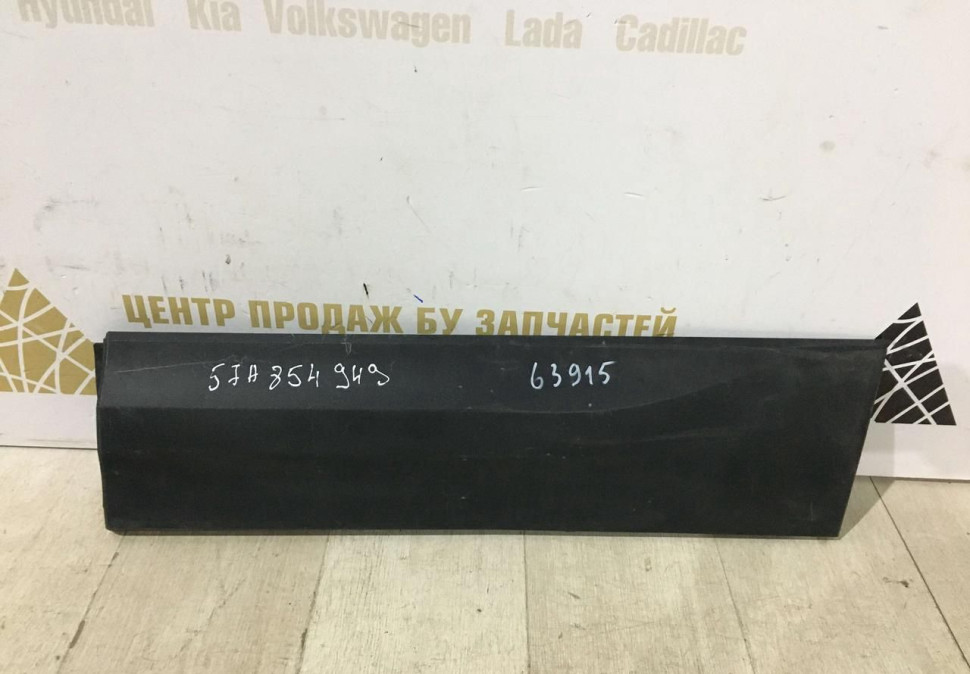 Hyundai Kia Volkswagen Lada Cadillac
ЦЕНТР ПРОДАЖ БУ ЗАПЧАСТЕЙ
5JA 854 949 63915